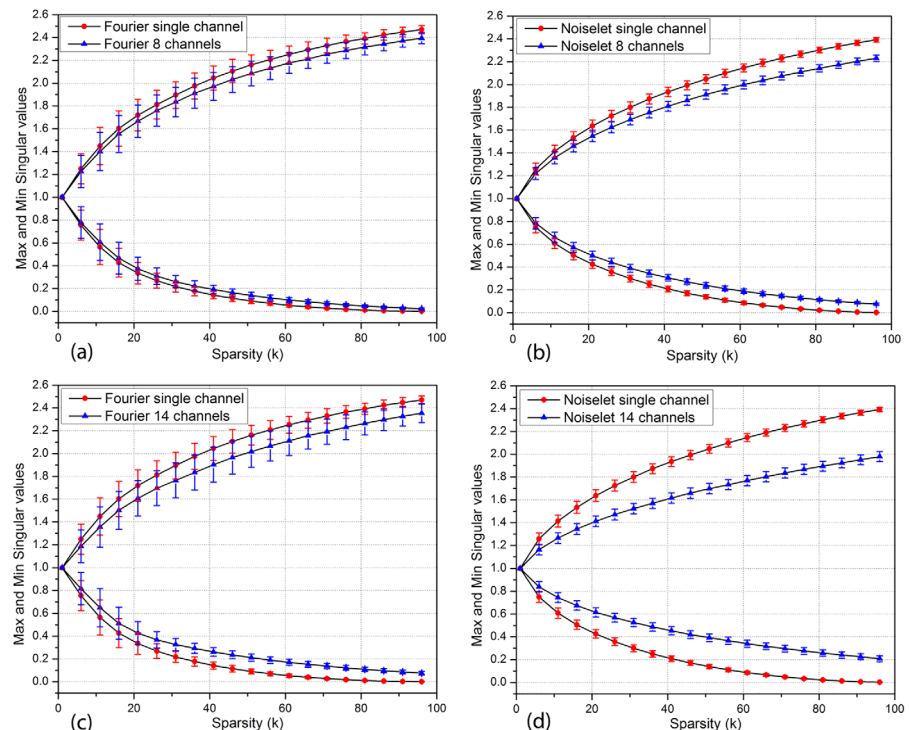 Fourier single channel
Fourier 8 channels
Max and Min Singular values
2.6
2.4
2.2
2.0
1.8
1.6
1.4
1.2
1.0
0.8
0.6
0.4
0.2
0.0
0 20 40 60 80 100
(a) Sparsity (k)
Noiselet single channel
Noiselet 8 channels
Max and Min Singular values
2.6
2.4
2.2
2.0
1.8
1.6
1.4
1.2
1.0
0.8
0.6
0.4
0.2
0.0
0 20 40 60 80 100
(b) Sparsity (k)
Fourier single channel
Fourier 14 channels
Max and Min Singular values
2.6
2.4
2.2
2.0
1.8
1.6
1.4
1.2
1.0
0.8
0.6
0.4
0.2
0.0
0 20 40 60 80 100
(c) Sparsity (k)
Noiselet single channel
Noiselet 14 channels
Max and Min Singular values
2.6
2.4
2.2
2.0
1.8
1.6
1.4
1.2
1.0
0.8
0.6
0.4
0.2
0.0
0 20 40 60 80 100
(d) Sparsity (k)